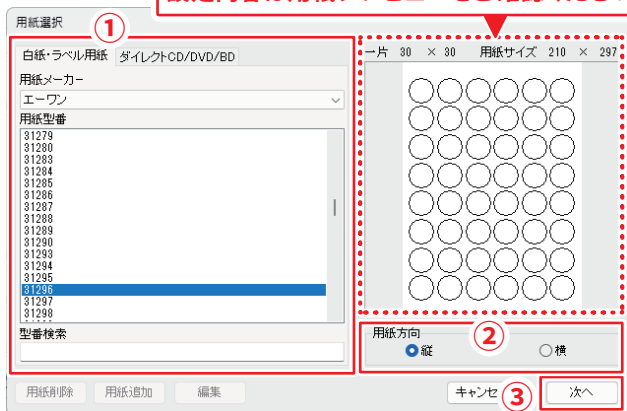 用紙選択
①
白紙・ラベル用紙 ダイレクトCD/DVD/BD
用紙メーカー
エーワン
用紙型番
31279
31280
31283
31284
31285
31286
31287
31288
31289
31290
31293
31294
31295
31296
31297
31298
型番検索
一片 30 × 30 用紙サイズ 210 × 297
用紙方向
②
縦
横
用紙削除
用紙追加
編集
キャンセ
③
次へ